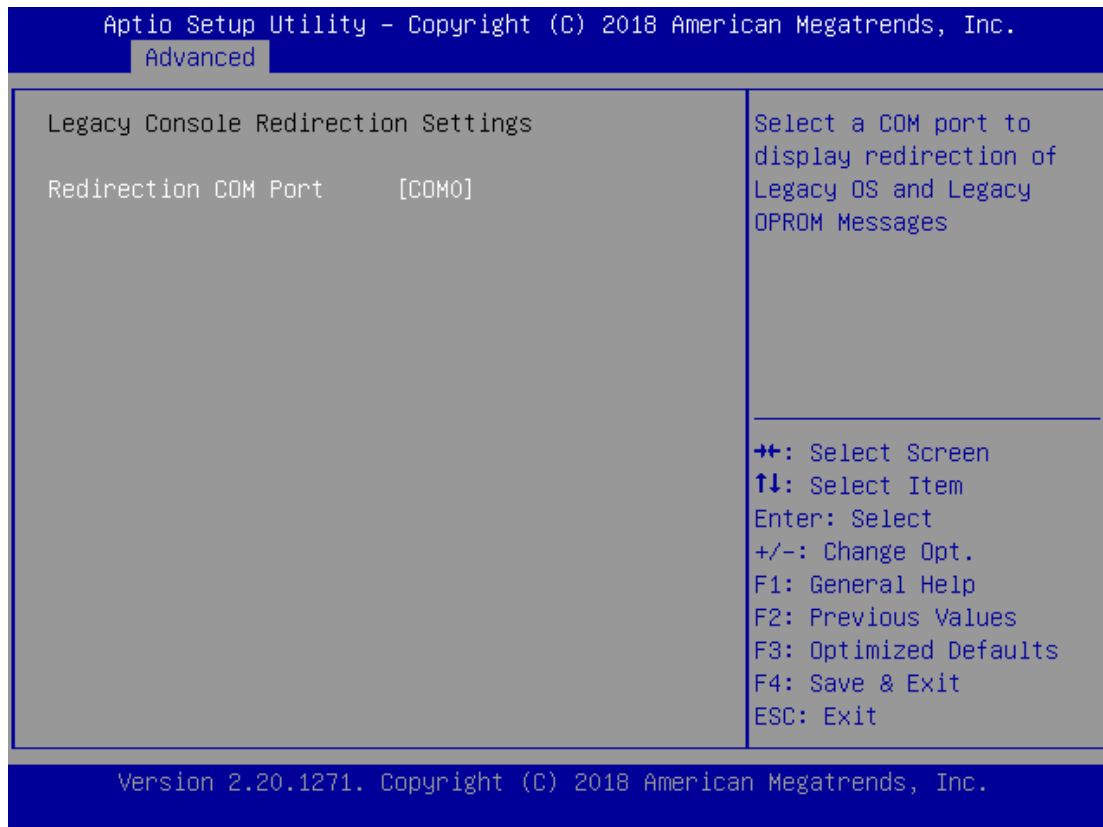 Aptio Setup Utility – Copyright (C) 2018 American Megatrends, Inc.
Advanced
Legacy Console Redirection Settings
Redirection COM Port [COM0]
Select a COM port to
display redirection of
Legacy OS and Legacy
OPROM Messages
→←: Select Screen
↑↓: Select Item
Enter: Select
+/-: Change Opt.
F1: General Help
F2: Previous Values
F3: Optimized Defaults
F4: Save & Exit
ESC: Exit
Version 2.20.1271. Copyright (C) 2018 American Megatrends, Inc.